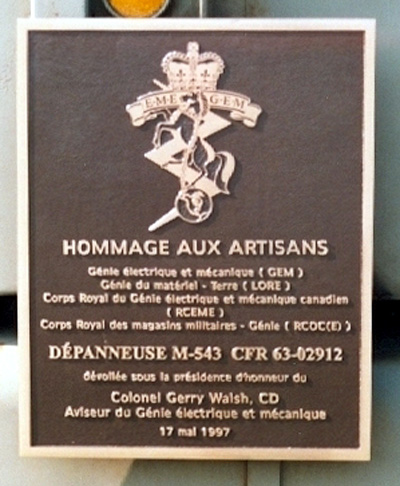 E·M·E G·E·M
HOMMAGE AUX ARTISANS
Génie électrique et mécanique ( GEM )
Génie du matériel - Terre ( LORE )
Corps Royal du Génie électrique et mécanique canadien
( RCEME )
Corps Royal des magasins militaires - Génie ( RCOC(E) )
DÉPANNEUSE M-543 CFR 63-02912
dévoilée sous la présidence d'honneur du
Colonel Gerry Walsh, CD
Aviseur du Génie électrique et mécanique
17 mai 1997